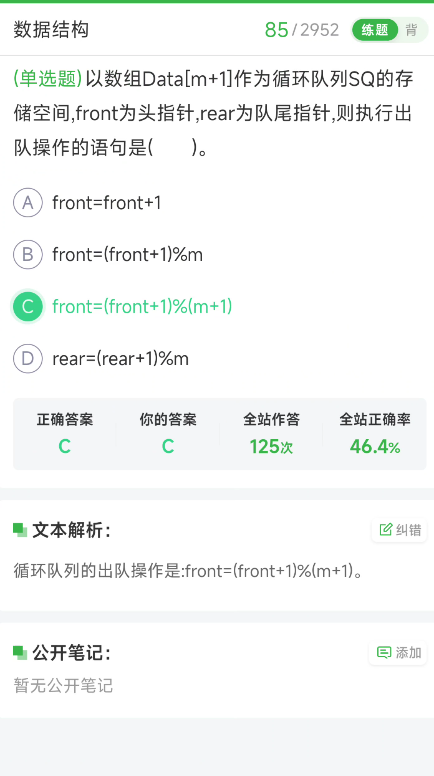 数据结构 85/2952 练题 背
(单选题)以数组Data[m+1]作为循环队列SQ的存
储空间,front为头指针,rear为队尾指针,则执行出
队操作的语句是(　　)。
A front=front+1
B front=(front+1)%m
C front=(front+1)%(m+1)
D rear=(rear+1)%m
正确答案 你的答案 全站作答 全站正确率
C C 125次 46.4%
文本解析： 纠错
循环队列的出队操作是:front=(front+1)%(m+1)。
公开笔记： 添加
暂无公开笔记